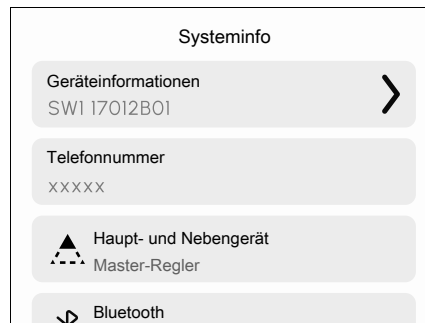 Systeminfo
Geräteinformationen
SW1 17012B01
Telefonnummer
xxxxx
Haupt- und Nebengerät
Master-Regler
Bluetooth